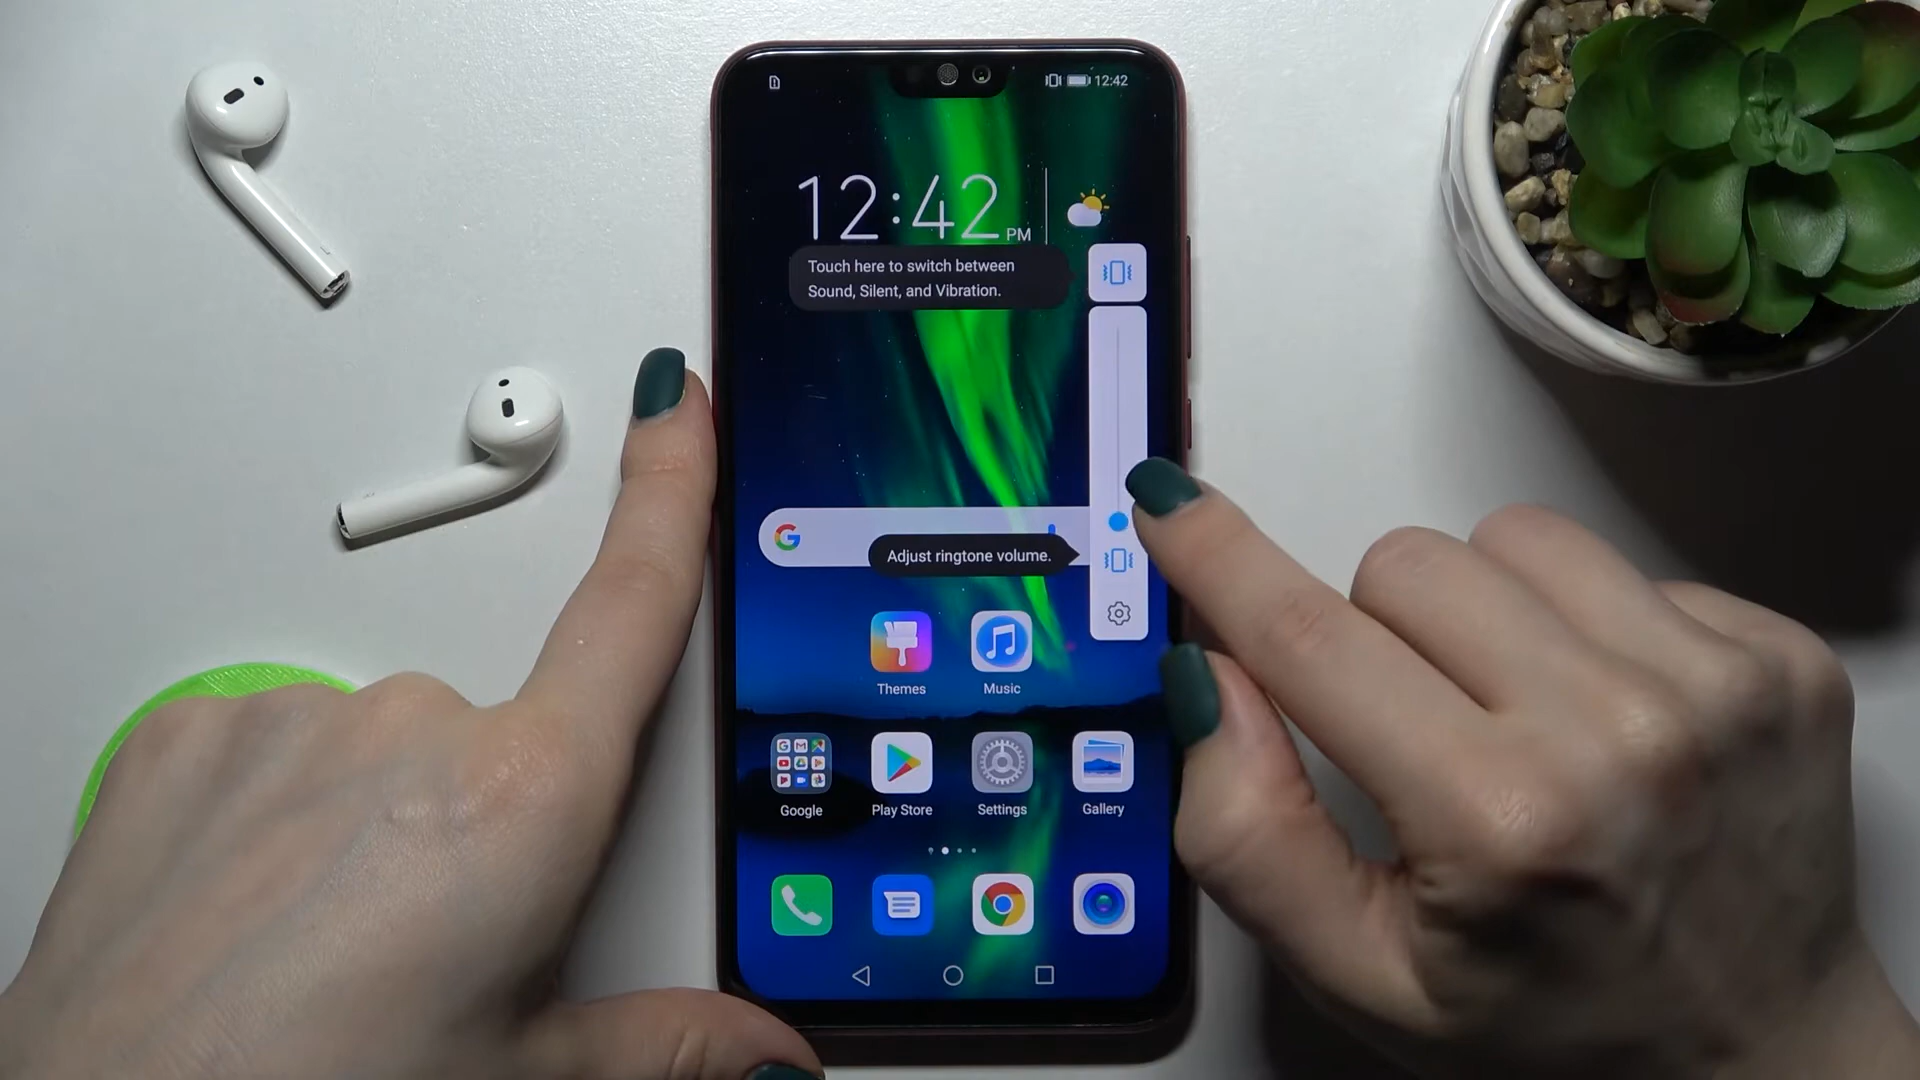 12:42
12:42 PM
Touch here to switch between
Sound, Silent, and Vibration.
G
Adjust ringtone volume.
Themes
Music
Google
Play Store
Settings
Gallery